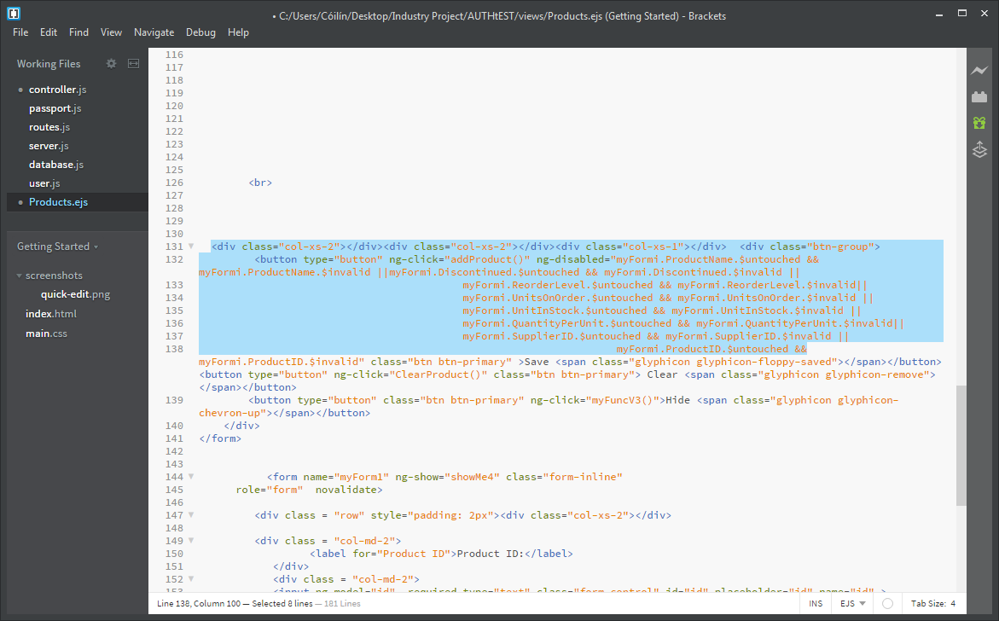 • C:/Users/Cóilín/Desktop/Industry Project/AUTHtEST/views/Products.ejs (Getting Started) - Brackets
File Edit Find View Navigate Debug Help
Working Files
controller.js
passport.js
routes.js
server.js
database.js
user.js
Products.ejs
Getting Started
screenshots
quick-edit.png
index.html
main.css
116
117
118
119
120
121
122
123
124
125
126 <br>
127
128
129
130
131 <div class="col-xs-2"></div><div class="col-xs-2"></div><div class="col-xs-1"></div> <div class="btn-group">
132 <button type="button" ng-click="addProduct()" ng-disabled="myFormi.ProductName.$untouched &&
myFormi.ProductName.$invalid ||myFormi.Discontinued.$untouched && myFormi.Discontinued.$invalid ||
133 myFormi.ReorderLevel.$untouched && myFormi.ReorderLevel.$invalid||
134 myFormi.UnitsOnOrder.$untouched && myFormi.UnitsOnOrder.$invalid ||
135 myFormi.UnitInStock.$untouched && myFormi.UnitInStock.$invalid ||
136 myFormi.QuantityPerUnit.$untouched && myFormi.QuantityPerUnit.$invalid||
137 myFormi.SupplierID.$untouched && myFormi.SupplierID.$invalid ||
138 myFormi.ProductID.$untouched &&
myFormi.ProductID.$invalid" class="btn btn-primary" >Save <span class="glyphicon glyphicon-floppy-saved"></span></button>
<button type="button" ng-click="ClearProduct()" class="btn btn-primary"> Clear <span class="glyphicon glyphicon-remove">
</span></button>
139 <button type="button" class="btn btn-primary" ng-click="myFuncV3()">Hide <span class="glyphicon glyphicon-
chevron-up"></span></button>
140 </div>
141 </form>
142
143
144 <form name="myForm1" ng-show="showMe4" class="form-inline"
145 role="form" novalidate>
146
147 <div class = "row" style="padding: 2px"><div class="col-xs-2"></div>
148
149 <div class = "col-md-2">
150 <label for="Product ID">Product ID:</label>
151 </div>
152 <div class = "col-md-2">
153 <input ng-model="id" required type="text" class="form-control" id="id" placeholder="id" name="id" >
Line 138, Column 100 — Selected 8 lines — 181 Lines INS EJS Tab Size: 4